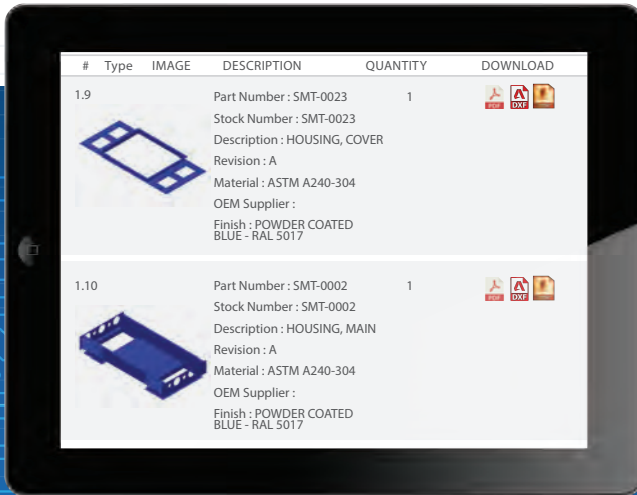 # Type IMAGE DESCRIPTION QUANTITY DOWNLOAD
1.9 Part Number : SMT-0023 1 PDF DXF
Stock Number : SMT-0023
Description : HOUSING, COVER
Revision : A
Material : ASTM A240-304
OEM Supplier :
Finish : POWDER COATED
BLUE - RAL 5017
1.10 Part Number : SMT-0002 1 PDF DXF
Stock Number : SMT-0002
Description : HOUSING, MAIN
Revision : A
Material : ASTM A240-304
OEM Supplier :
Finish : POWDER COATED
BLUE - RAL 5017